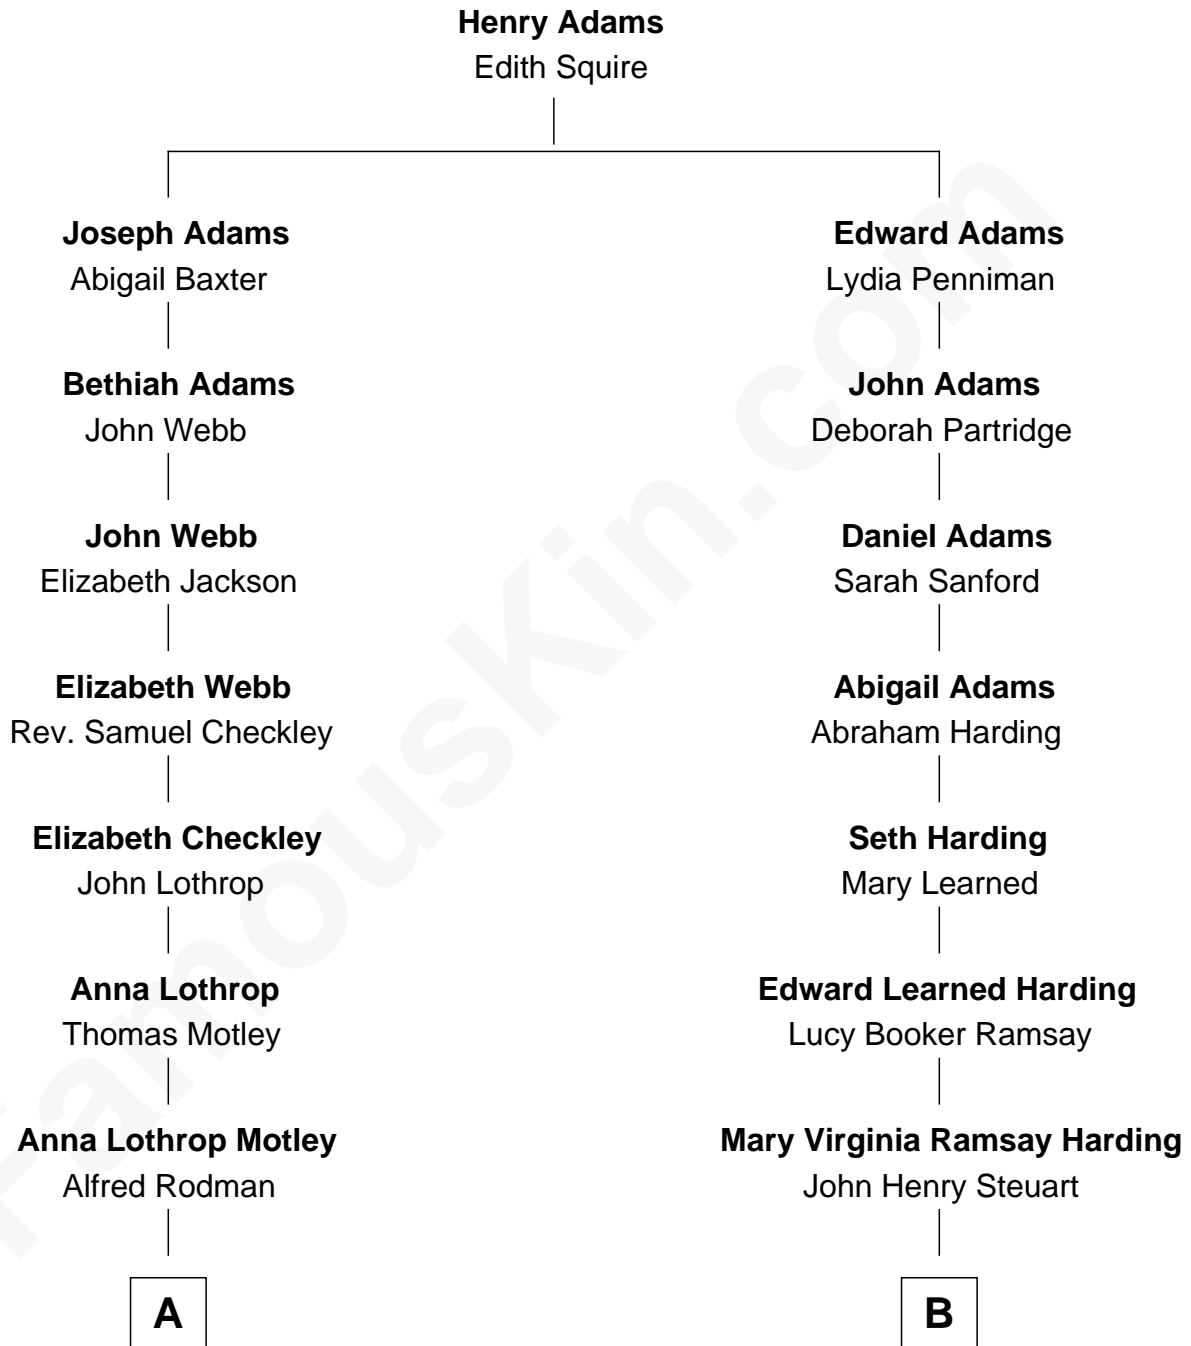 Henry Adams
Edith Squire
Joseph Adams
Abigail Baxter
Edward Adams
Lydia Penniman
Bethiah Adams
John Webb
John Adams
Deborah Partridge
John Webb
Elizabeth Jackson
Daniel Adams
Sarah Sanford
Elizabeth Webb
Rev. Samuel Checkley
Abigail Adams
Abraham Harding
Elizabeth Checkley
John Lothrop
Seth Harding
Mary Learned
Anna Lothrop
Thomas Motley
Edward Learned Harding
Lucy Booker Ramsay
Anna Lothrop Motley
Alfred Rodman
Mary Virginia Ramsay Harding
John Henry Steuart
A
B
FamousKin.com